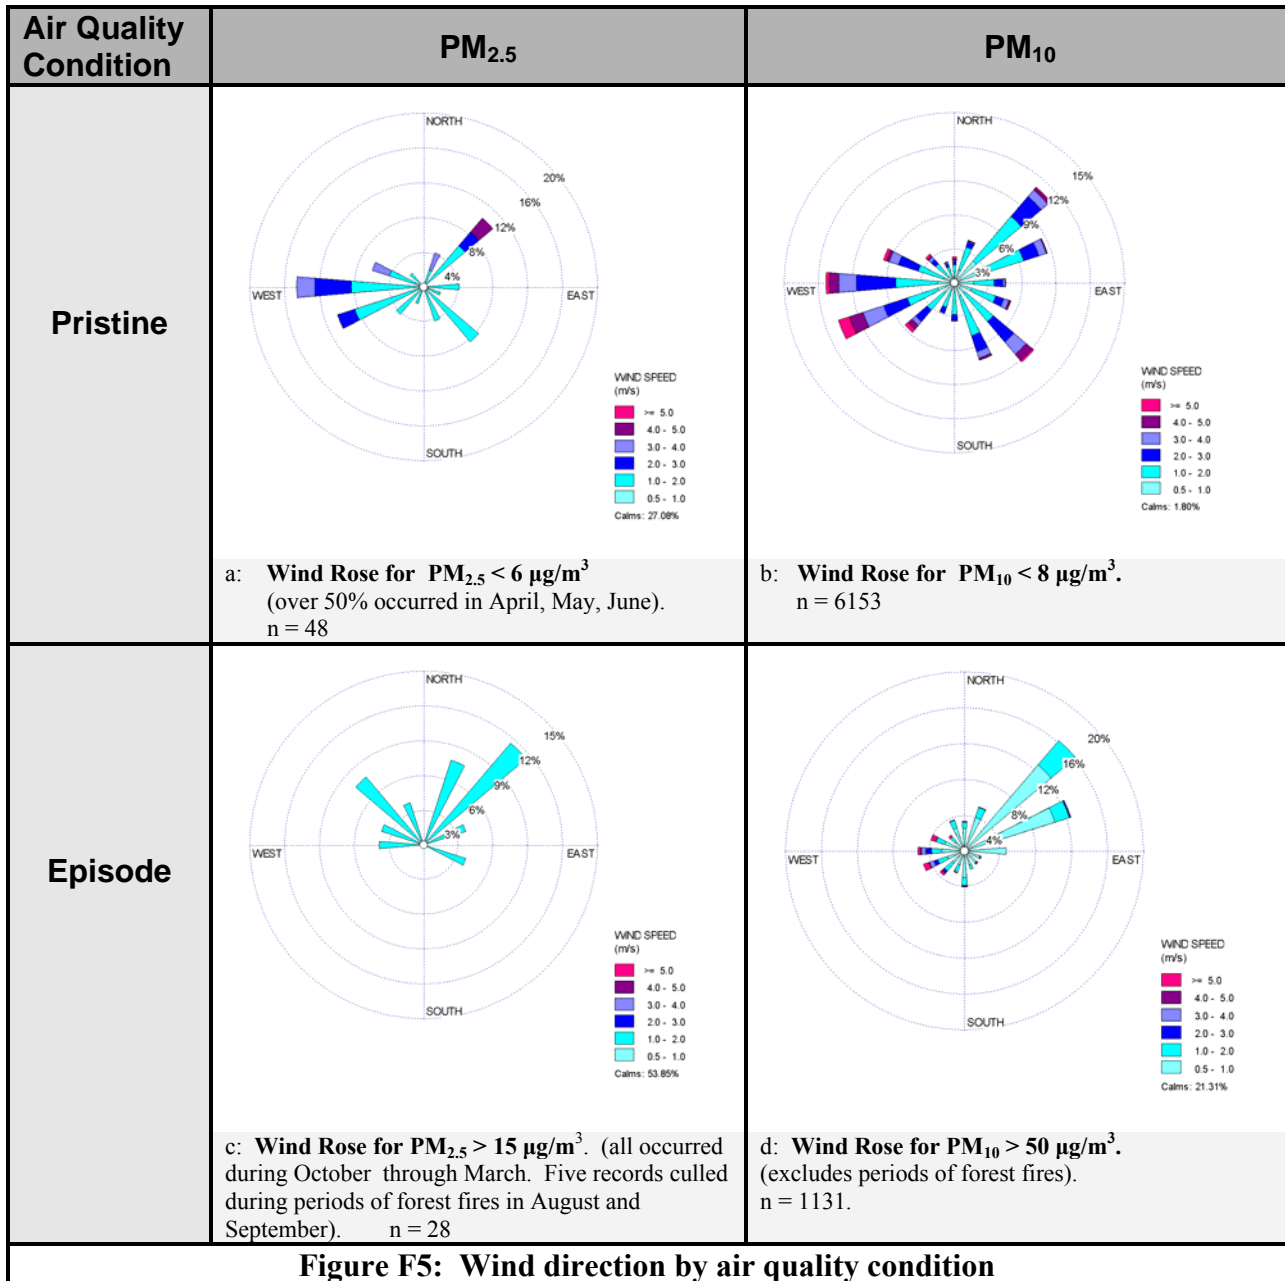 Air Quality
Condition
PM2.5
PM10
Pristine
NORTH
20%
16%
12%
8%
4%
WEST
EAST
SOUTH
WIND SPEED
(m/s)
>= 5.0
4.0 - 5.0
3.0 - 4.0
2.0 - 3.0
1.0 - 2.0
0.5 - 1.0
Calms: 27.08%
a: Wind Rose for PM2.5 < 6 µg/m3
(over 50% occurred in April, May, June).
n = 48
NORTH
15%
12%
9%
6%
3%
WEST
EAST
SOUTH
WIND SPEED
(m/s)
>= 5.0
4.0 - 5.0
3.0 - 4.0
2.0 - 3.0
1.0 - 2.0
0.5 - 1.0
Calms: 1.80%
b: Wind Rose for PM10 < 8 µg/m3.
n = 6153
Episode
NORTH
15%
12%
9%
6%
3%
WEST
EAST
SOUTH
WIND SPEED
(m/s)
>= 5.0
4.0 - 5.0
3.0 - 4.0
2.0 - 3.0
1.0 - 2.0
0.5 - 1.0
Calms: 53.85%
c: Wind Rose for PM2.5 > 15 µg/m3. (all occurred
during October through March. Five records culled
during periods of forest fires in August and
September). n = 28
NORTH
20%
16%
12%
8%
4%
WEST
EAST
SOUTH
WIND SPEED
(m/s)
>= 5.0
4.0 - 5.0
3.0 - 4.0
2.0 - 3.0
1.0 - 2.0
0.5 - 1.0
Calms: 21.31%
d: Wind Rose for PM10 > 50 µg/m3.
(excludes periods of forest fires).
n = 1131.
Figure F5: Wind direction by air quality condition